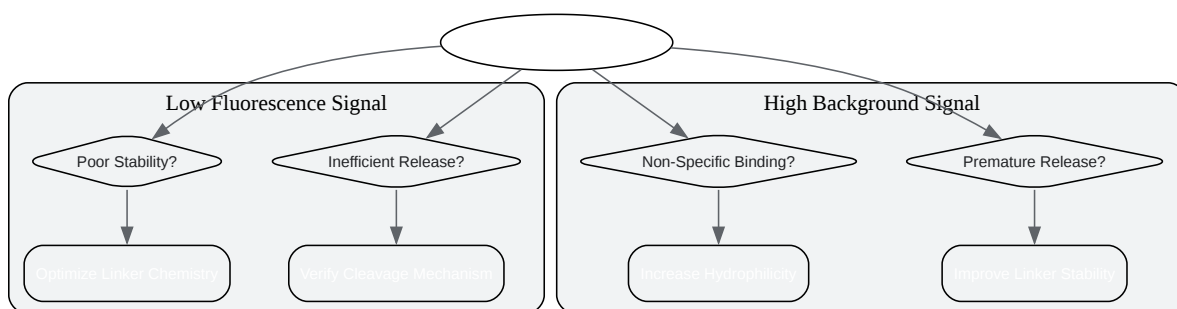 Low Fluorescence Signal
High Background Signal
Poor Stability?
Inefficient Release?
Non-Specific Binding?
Premature Release?
Optimize Linker Chemistry
Verify Cleavage Mechanism
Increase Hydrophilicity
Improve Linker Stability